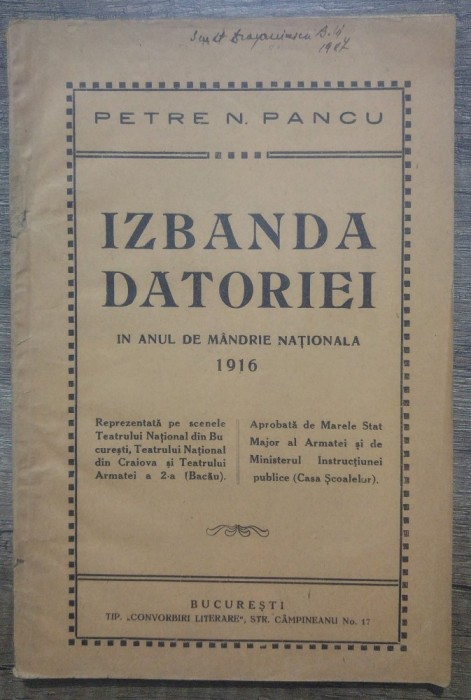 1927
PETRE N. PANCU
IZBANDA
DATORIEI
IN ANUL DE MÂNDRIE NAȚIONALA
1916
Reprezentată pe scenele
Teatrului Național din Bu
curești, Teatrului Național
din Craiova și Teatrului
Armatei a 2-a (Bacău).
Aprobată de Marele Stat
Major al Armatei și de
Ministerul Instrucțiunei
publice (Casa Școalelor).
BUCUREȘTI
TIP. „CONVORBIRI LITERARE“, STR. CÂMPINEANU No. 17